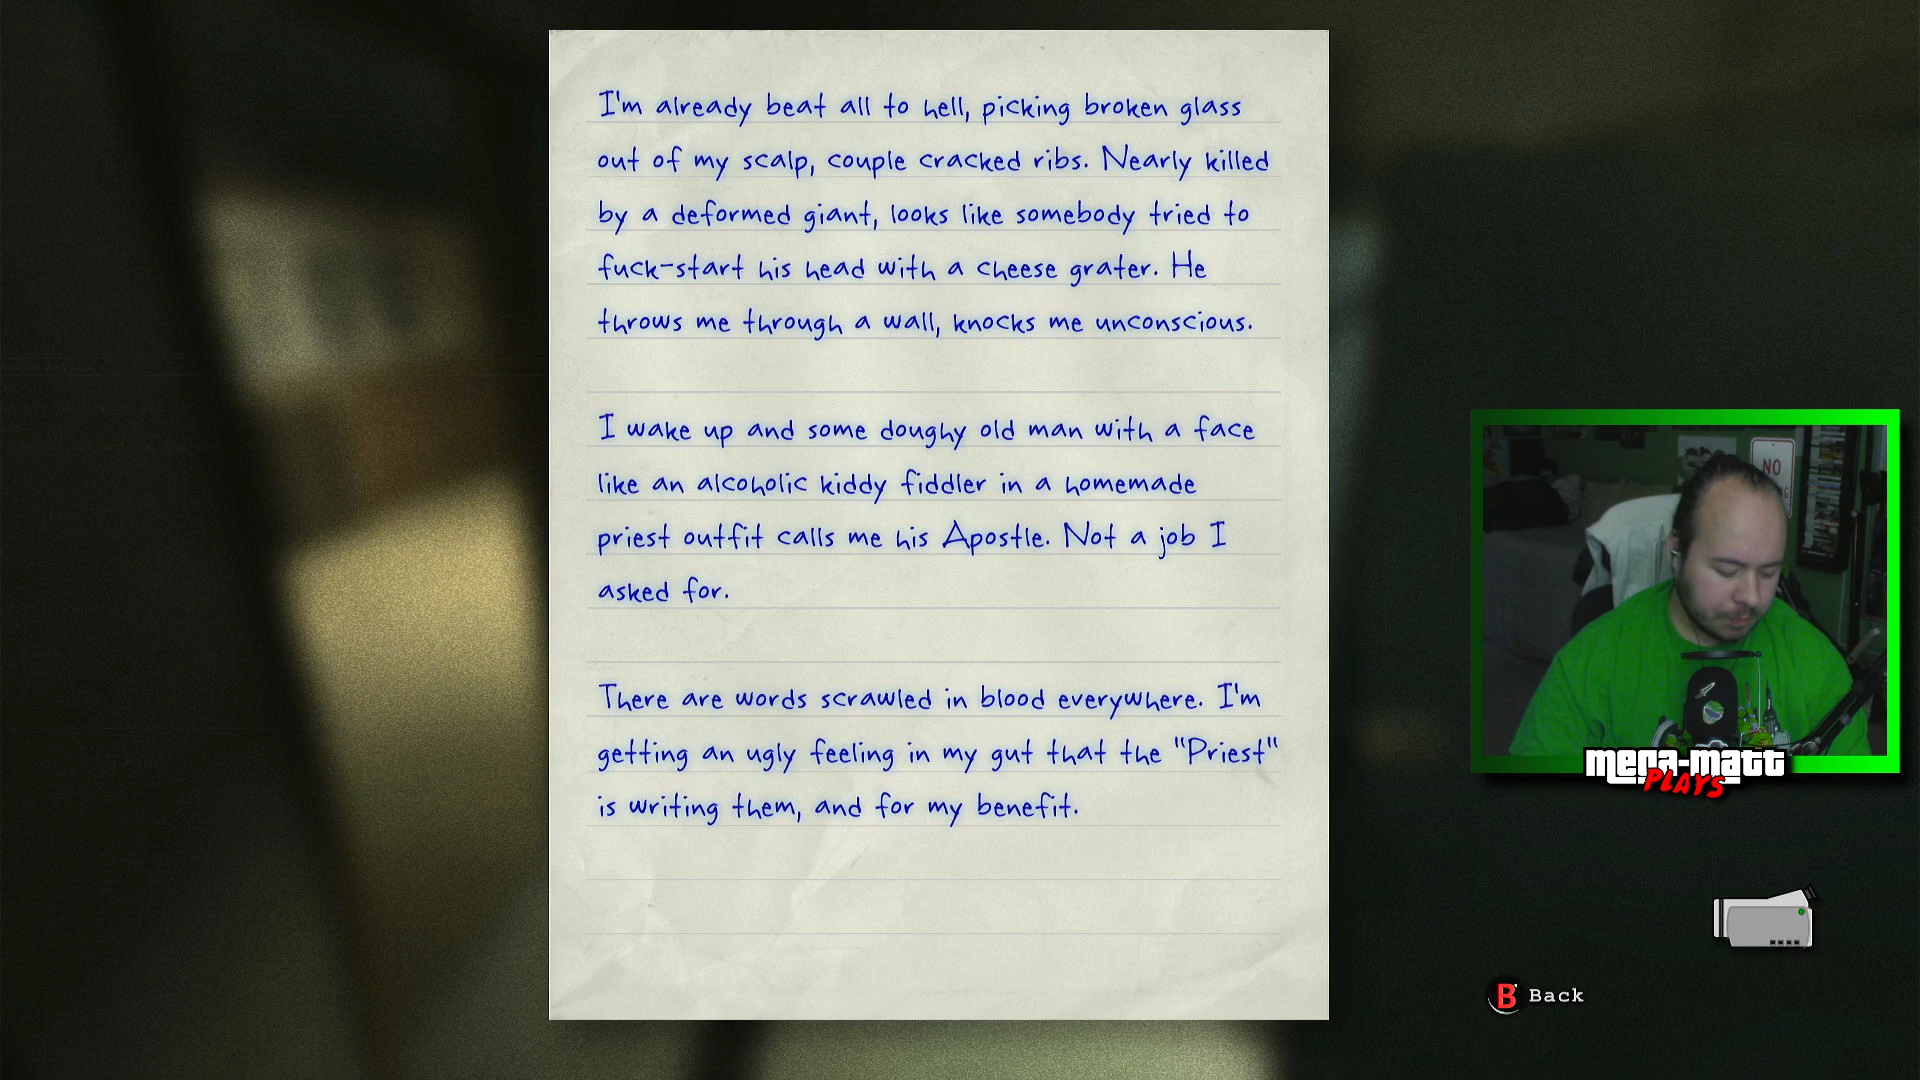 I'm already beat all to hell, picking broken glass
out of my scalp, couple cracked ribs. Nearly killed
by a deformed giant, looks like somebody tried to
fuck-start his head with a cheese grater. He
throws me through a wall, knocks me unconscious.
I wake up and some doughy old man with a face
like an alcoholic kiddy fiddler in a homemade
priest outfit calls me his Apostle. Not a job I
asked for.
There are words scrawled in blood everywhere. I'm
getting an ugly feeling in my gut that the "Priest"
is writing them, and for my benefit.
NO
mega-matt
PLAYS
B Back